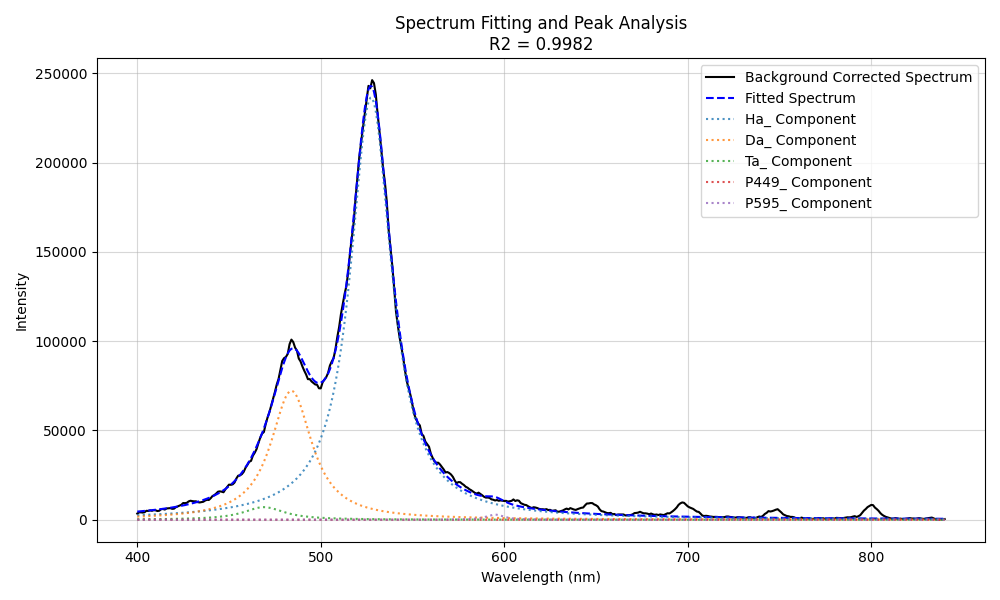 Spectrum Fitting and Peak Analysis
R2 = 0.9982
250000
200000
150000
100000
50000
0
Intensity
Background Corrected Spectrum
Fitted Spectrum
Ha_ Component
Da_ Component
Ta_ Component
P449_ Component
P595_ Component
400
500
600
700
800
Wavelength (nm)